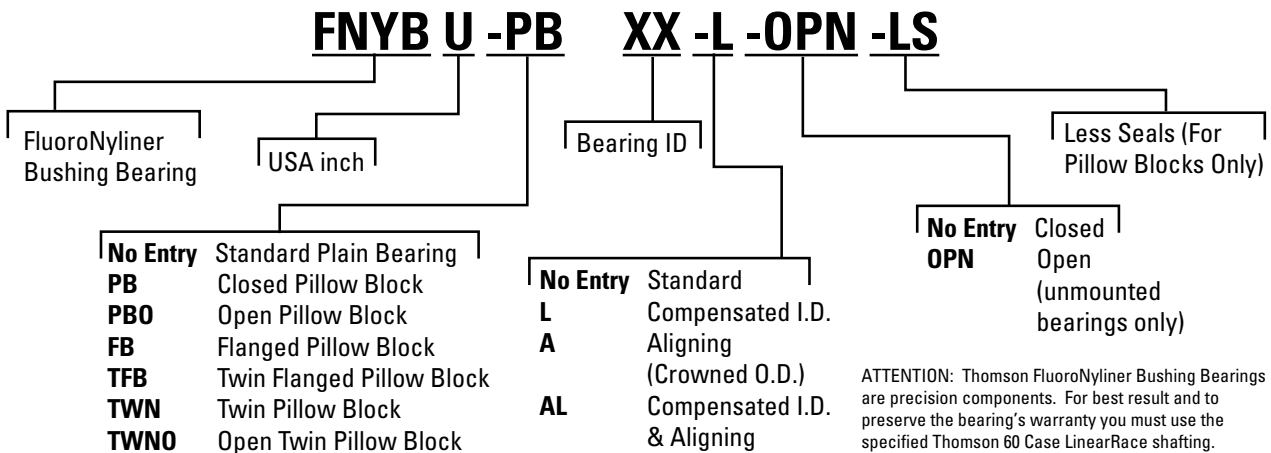 FNYB U -PB XX -L -OPN -LS
FluoroNyliner
Bushing Bearing
USA inch
Bearing ID
Less Seals (For
Pillow Blocks Only)
No Entry Standard Plain Bearing
PB Closed Pillow Block
PBO Open Pillow Block
FB Flanged Pillow Block
TFB Twin Flanged Pillow Block
TWN Twin Pillow Block
TWNO Open Twin Pillow Block
No Entry Standard
L Compensated I.D.
A Aligning
(Crowned O.D.)
AL Compensated I.D.
& Aligning
No Entry Closed
OPN Open
(unmounted
bearings only)
ATTENTION: Thomson FluoroNyliner Bushing Bearings
are precision components. For best result and to
preserve the bearing's warranty you must use the
specified Thomson 60 Case LinearRace shafting.